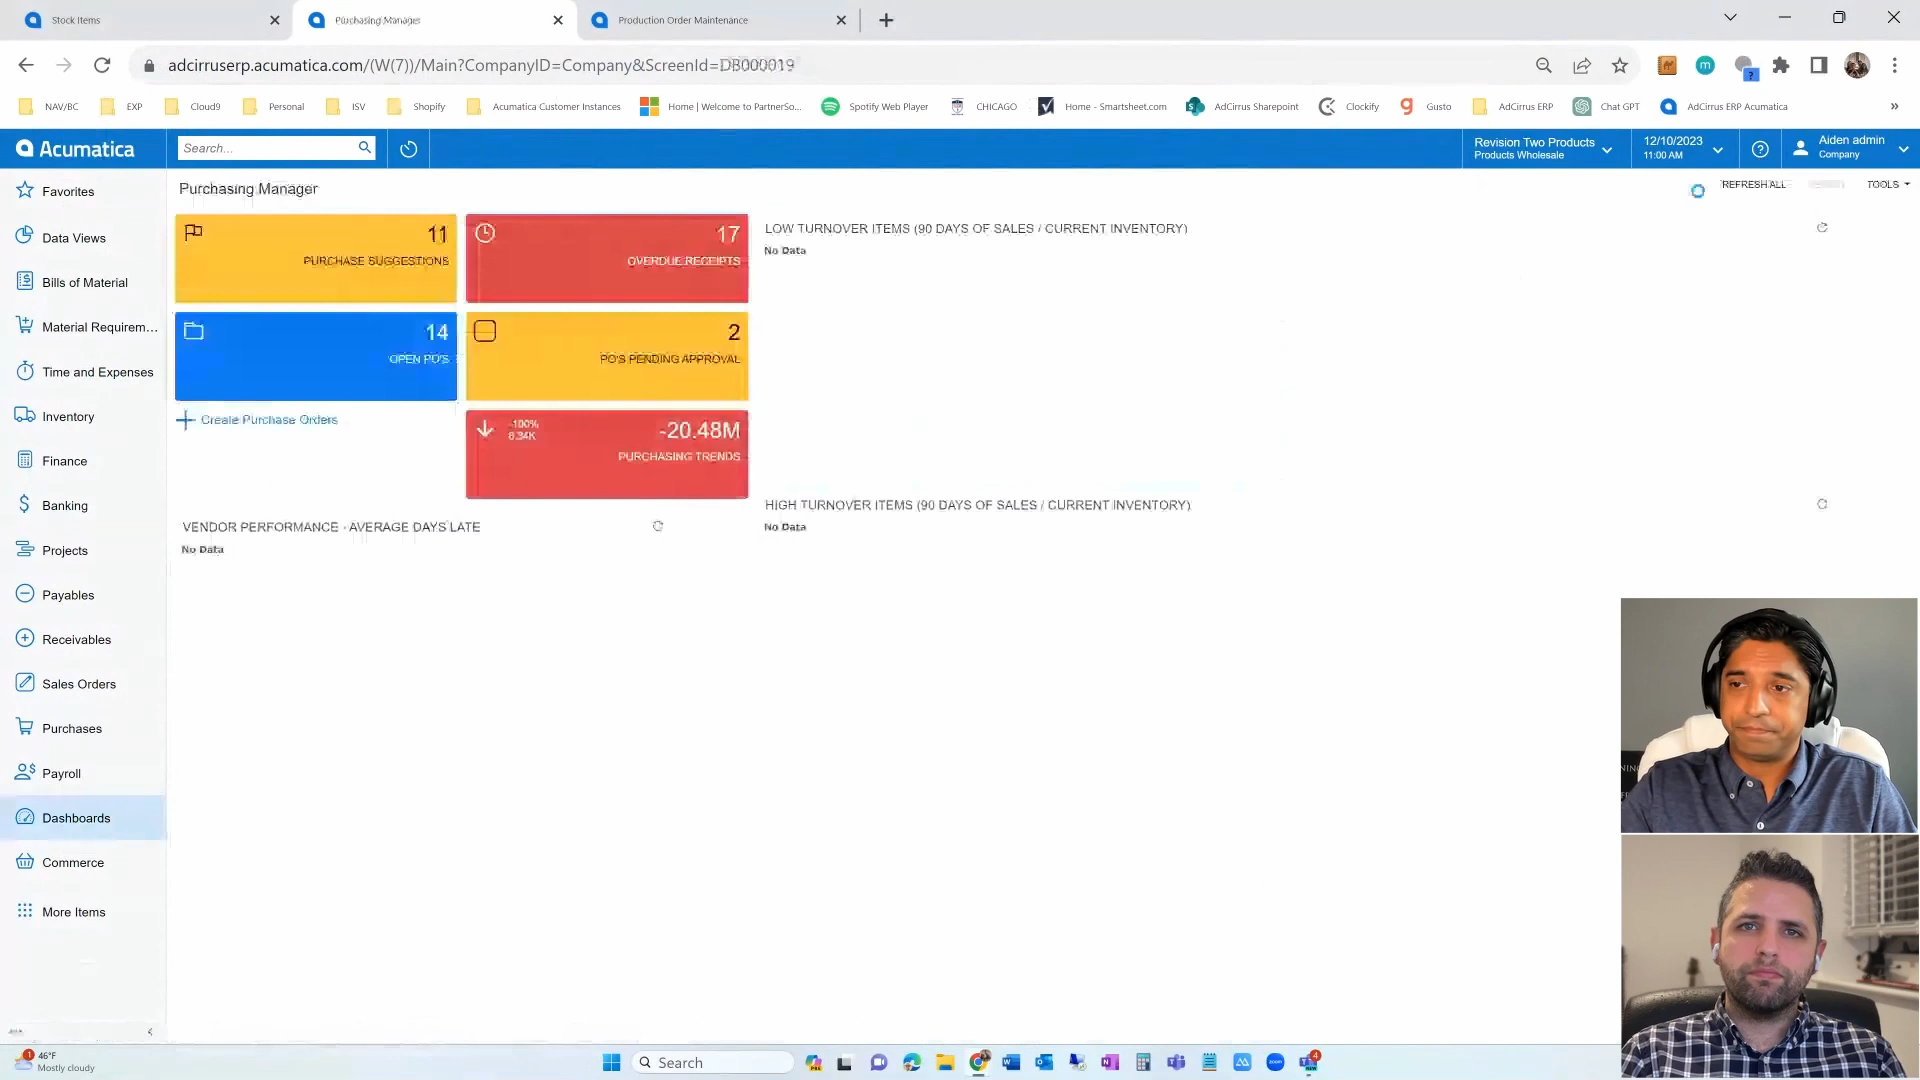 Stock Items
Purchasing Manager
Production Order Maintenance
adcirruserp.acumatica.com/(W(7))/Main?CompanyID=Company&ScreenId=DB000019
NAV/BC
EXP
Cloud9
Personal
ISV
Shopify
Acumatica Customer Instances
Home | Welcome to PartnerSo...
Spotify Web Player
CHICAGO
Home - Smartsheet.com
AdCirrus Sharepoint
Clockify
Gusto
AdCirrus ERP
Chat GPT
AdCirrus ERP Acumatica
»
Acumatica
Search...
Revision Two Products
Products Wholesale
12/10/2023
11:00 AM
Aiden admin
Company
Favorites
Data Views
Bills of Material
Material Requirem...
Time and Expenses
Inventory
Finance
Banking
Projects
Payables
Receivables
Sales Orders
Purchases
Payroll
Dashboards
Commerce
More Items
Purchasing Manager
REFRESH ALL
TOOLS
11
PURCHASE SUGGESTIONS
17
OVERDUE RECEIPTS
14
OPEN PO'S
2
PO'S PENDING APPROVAL
Create Purchase Orders
-100%
8.34K
-20.48M
PURCHASING TRENDS
VENDOR PERFORMANCE - AVERAGE DAYS LATE
No Data
LOW TURNOVER ITEMS (90 DAYS OF SALES / CURRENT INVENTORY)
No Data
HIGH TURNOVER ITEMS (90 DAYS OF SALES / CURRENT INVENTORY)
No Data
1
46°F
Mostly cloudy
Search
4